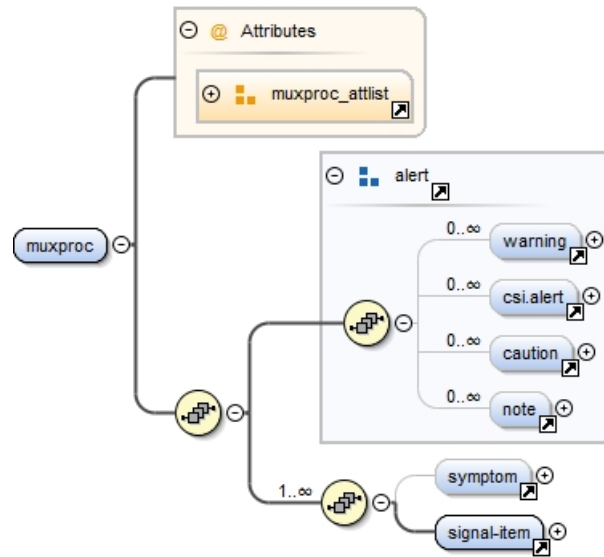 @ Attributes
muxproc_attlist
alert
0..∞
warning
muxproc
0..∞
csi.alert
0..∞
caution
0..∞
note
1..∞
symptom
signal-item